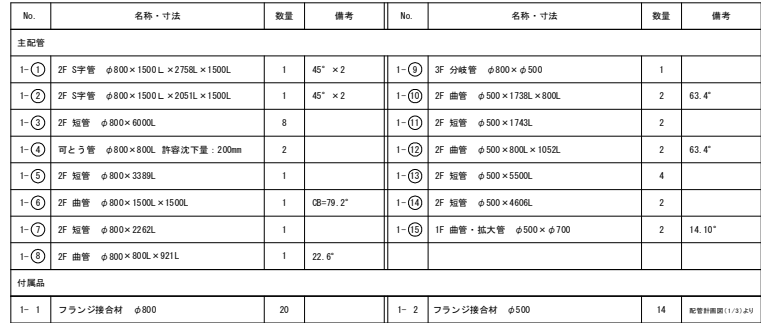 No. 名称・寸法 数量 備考 No. 名称・寸法 数量 備考
主配管
1-① 2F S字管 φ800×1500L×2758L×1500L 1 45°×2 1-⑨ 3F 分岐管 φ800×φ500 1
1-② 2F S字管 φ800×1500L×2051L×1500L 1 45°×2 1-⑩ 2F 曲管 φ500×1738L×800L 2 63.4°
1-③ 2F 短管 φ800×6000L 8 1-⑪ 2F 短管 φ500×1743L 2
1-④ 可とう管 φ800×800L 許容沈下量：200mm 2 1-⑫ 2F 曲管 φ500×800L×1052L 2 63.4°
1-⑤ 2F 短管 φ800×3389L 1 1-⑬ 2F 短管 φ500×5500L 4
1-⑥ 2F 曲管 φ800×1500L×1500L 1 CB=79.2° 1-⑭ 2F 短管 φ500×4606L 2
1-⑦ 2F 短管 φ800×2262L 1 1-⑮ 1F 曲管・拡大管 φ500×φ700 2 14.10°
1-⑧ 2F 曲管 φ800×800L×921L 1 22.6°
付属品
1- 1 フランジ接合材 φ800 20 1- 2 フランジ接合材 φ500 14 配管計画図(1/3)より